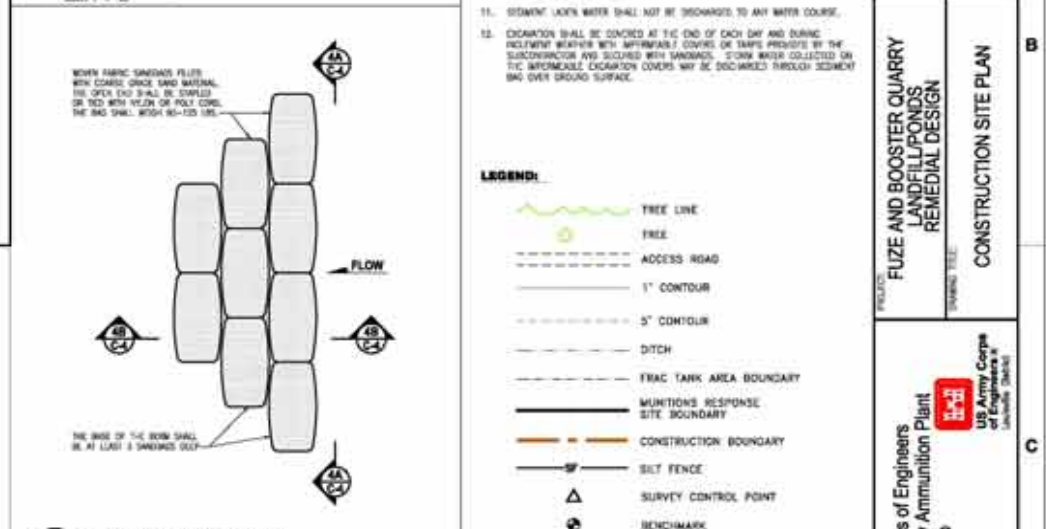 11. SEDIMENT LADEN WATER SHALL NOT BE DISCHARGED TO ANY WATER COURSE.
12. EXCAVATION SHALL BE COVERED AT THE END OF EACH DAY AND DURING
INCLEMENT WEATHER WITH IMPERMEABLE COVERS OR TARPS PROVIDED BY THE
SUBCONTRACTOR AND SECURED WITH SANDBAGS. STORM WATER COLLECTED ON
THE IMPERMEABLE EXCAVATION COVERS MAY BE DISCHARGED THROUGH SEDIMENT
BAG OVER GROUND SURFACE.
WOVEN FABRIC SANDBAGS FILLED
WITH COARSE GRADE SAND MATERIAL.
THE OPEN END SHALL BE STAPLED
OR TIED WITH NYLON OR POLY CORD.
THE BAG SHALL WEIGH 90-125 LBS.
4A
C-4
FLOW
4B
C-4
4B
C-4
THE BASE OF THE BERM SHALL
BE AT LEAST 3 SANDBAGS DEEP
4A
C-4
LEGEND:
TREE LINE
TREE
ACCESS ROAD
1' CONTOUR
5' CONTOUR
DITCH
FRAC TANK AREA BOUNDARY
MUNITIONS RESPONSE
SITE BOUNDARY
CONSTRUCTION BOUNDARY
SF SILT FENCE
SURVEY CONTROL POINT
BENCHMARK
PROJECT:
FUZE AND BOOSTER QUARRY
LANDFILL/PONDS
REMEDIAL DESIGN
DRAWING TITLE:
CONSTRUCTION SITE PLAN
s of Engineers
Ammunition Plant
US Army Corps
of Engineers
Louisville District
B
C